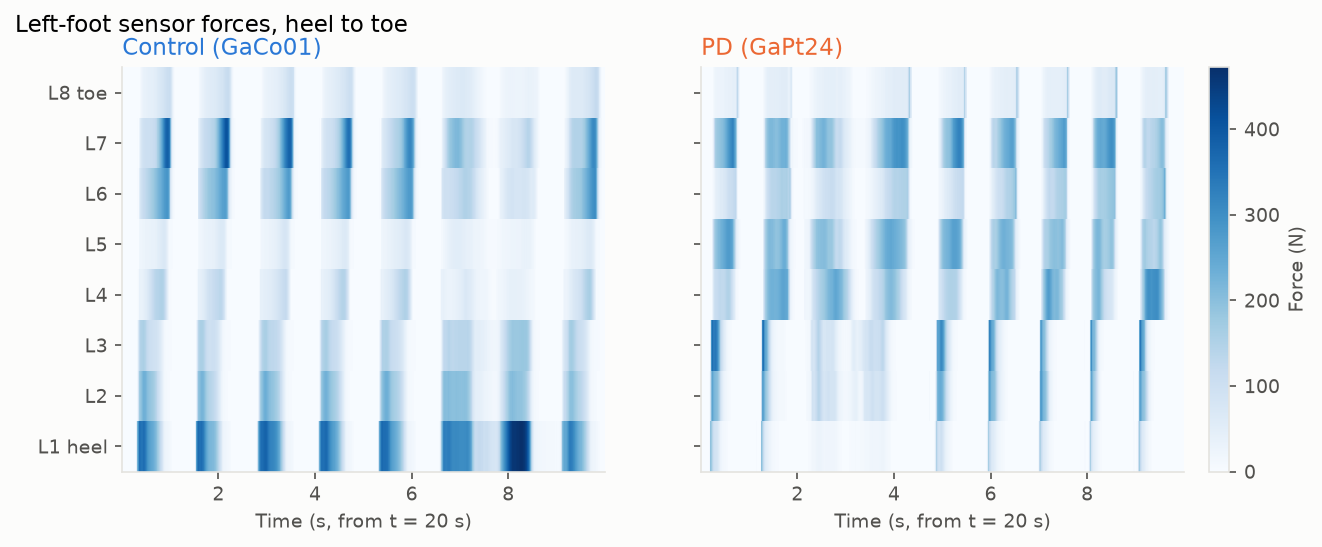 Left-foot sensor forces, heel to toe
Control (GaCo01)
PD (GaPt24)
L8 toe
L7
L6
L5
L4
L3
L2
L1 heel
2 4 6 8
2 4 6 8
Time (s, from t = 20 s)
Time (s, from t = 20 s)
400
300
200
100
0
Force (N)